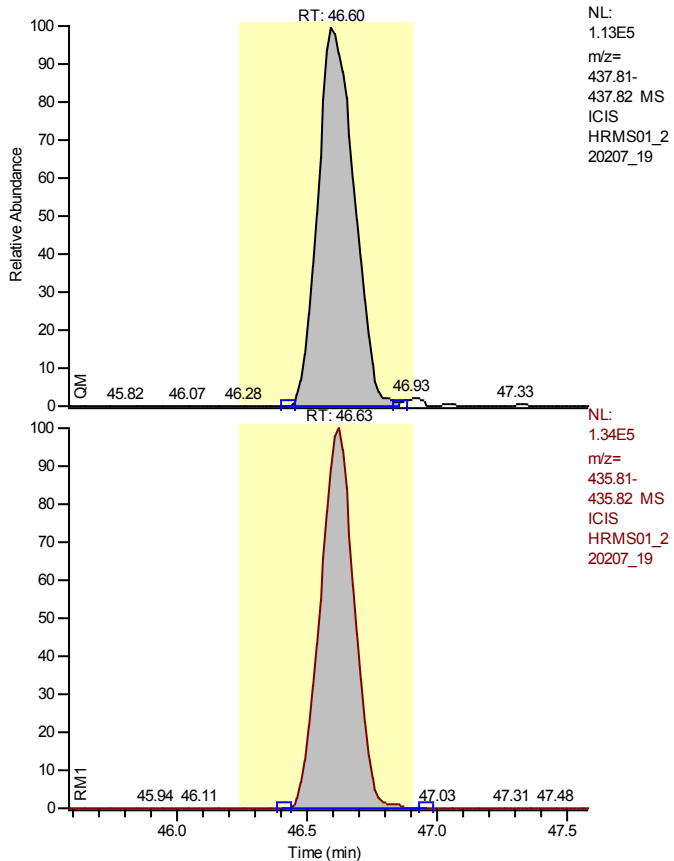 RT: 46.60
NL:
1.13E5
m/z=
437.81-
437.82 MS
ICIS
HRMS01_2
20207_19
100
90
80
70
60
50
40
30
20
10
0
Relative Abundance
QM
45.82 46.07 46.28 46.93 47.33
RT: 46.63
NL:
1.34E5
m/z=
435.81-
435.82 MS
ICIS
HRMS01_2
20207_19
100
90
80
70
60
50
40
30
20
10
0
RM1
45.94 46.11 47.03 47.31 47.48
46.0 46.5 47.0 47.5
Time (min)